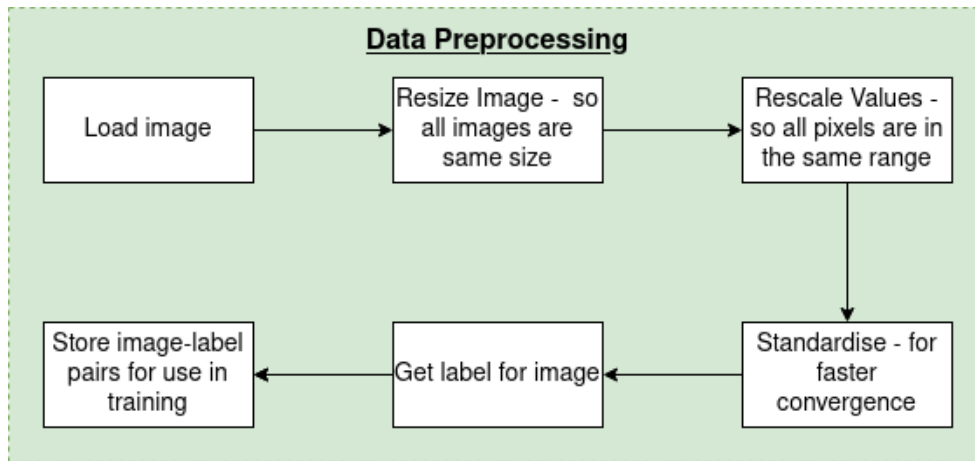 Data Preprocessing
Load image
Resize Image - so
all images are
same size
Rescale Values -
so all pixels are in
the same range
Standardise - for
faster
convergence
Get label for image
Store image-label
pairs for use in
training